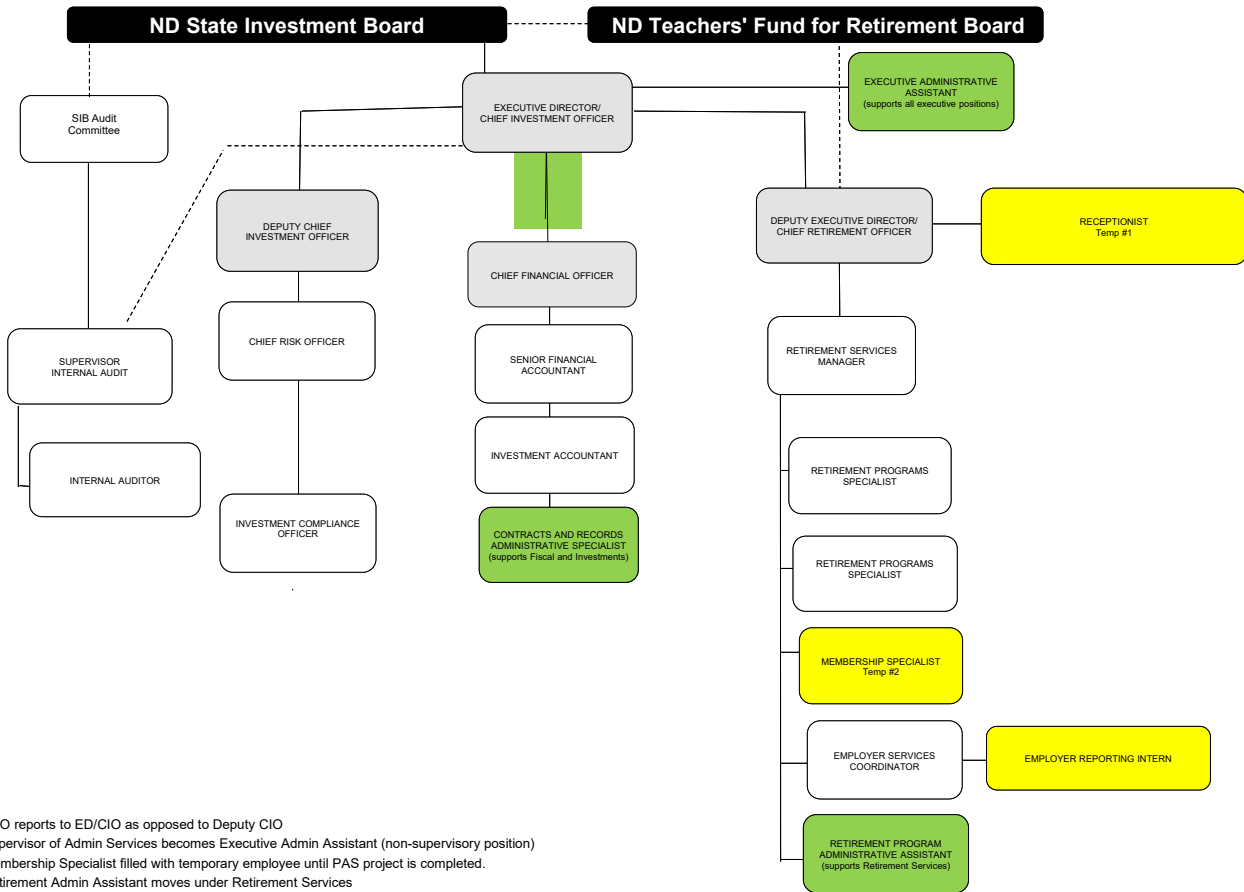 ND State Investment Board
ND Teachers' Fund for Retirement Board
EXECUTIVE ADMINISTRATIVE
ASSISTANT
(supports all executive positions)
SIB Audit
Committee
EXECUTIVE DIRECTOR/
CHIEF INVESTMENT OFFICER
DEPUTY CHIEF
INVESTMENT OFFICER
DEPUTY EXECUTIVE DIRECTOR/
CHIEF RETIREMENT OFFICER
RECEPTIONIST
Temp #1
CHIEF FINANCIAL OFFICER
CHIEF RISK OFFICER
SUPERVISOR
INTERNAL AUDIT
SENIOR FINANCIAL
ACCOUNTANT
RETIREMENT SERVICES
MANAGER
INVESTMENT ACCOUNTANT
RETIREMENT PROGRAMS
SPECIALIST
INTERNAL AUDITOR
INVESTMENT COMPLIANCE
OFFICER
CONTRACTS AND RECORDS
ADMINISTRATIVE SPECIALIST
(supports Fiscal and Investments)
RETIREMENT PROGRAMS
SPECIALIST
MEMBERSHIP SPECIALIST
Temp #2
EMPLOYER SERVICES
COORDINATOR
EMPLOYER REPORTING INTERN
RETIREMENT PROGRAM
ADMINISTRATIVE ASSISTANT
(supports Retirement Services)
O reports to ED/CIO as opposed to Deputy CIO
pervisor of Admin Services becomes Executive Admin Assistant (non-supervisory position)
mbership Specialist filled with temporary employee until PAS project is completed.
tirement Admin Assistant moves under Retirement Services